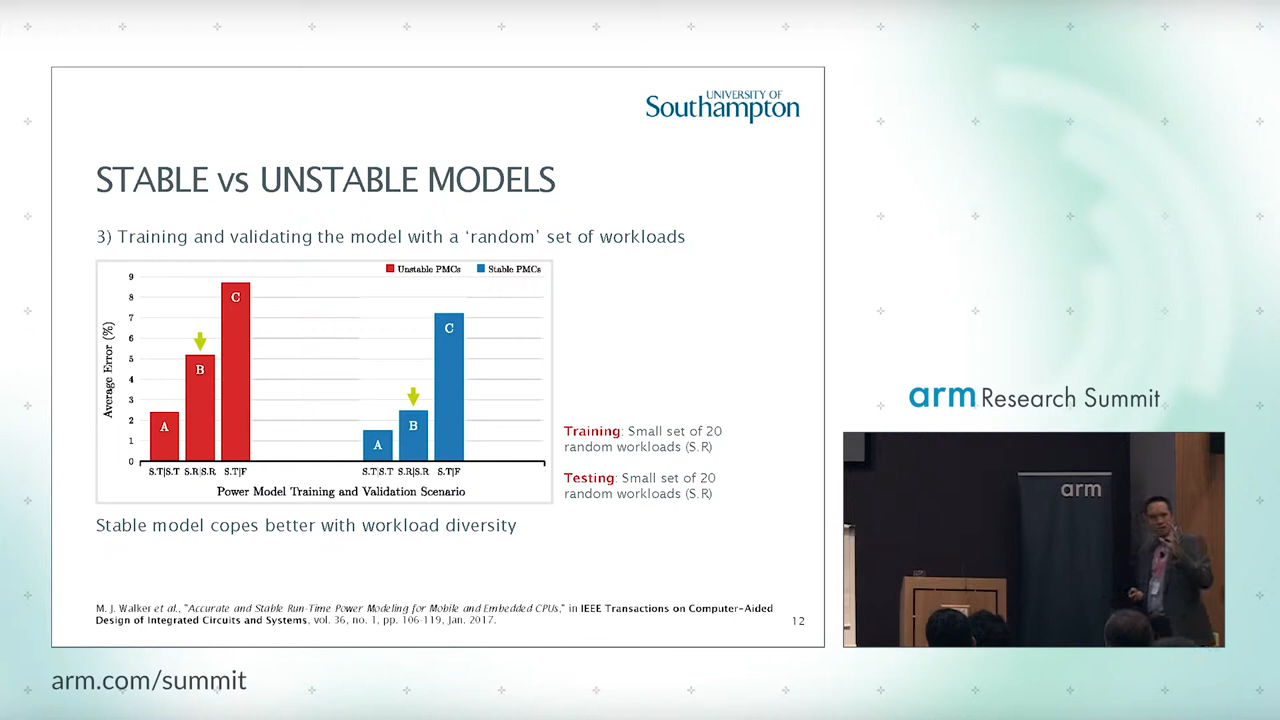 UNIVERSITY OF
Southampton
STABLE vs UNSTABLE MODELS
3) Training and validating the model with a ‘random’ set of workloads
Unstable PMCs
Stable PMCs
Average Error (%)
9
8
7
6
5
4
3
2
1
0
A
B
C
A
B
C
S.T|S.T S.R|S.R S.T|F
S.T|S.T S.R|S.R S.T|F
Power Model Training and Validation Scenario
Training: Small set of 20
random workloads (S.R)
Testing: Small set of 20
random workloads (S.R)
Stable model copes better with workload diversity
M. J. Walker et al., "Accurate and Stable Run-Time Power Modeling for Mobile and Embedded CPUs," in IEEE Transactions on Computer-Aided
Design of Integrated Circuits and Systems, vol. 36, no. 1, pp. 106-119, Jan. 2017.
12
arm Research Summit
arm
arm.com/summit